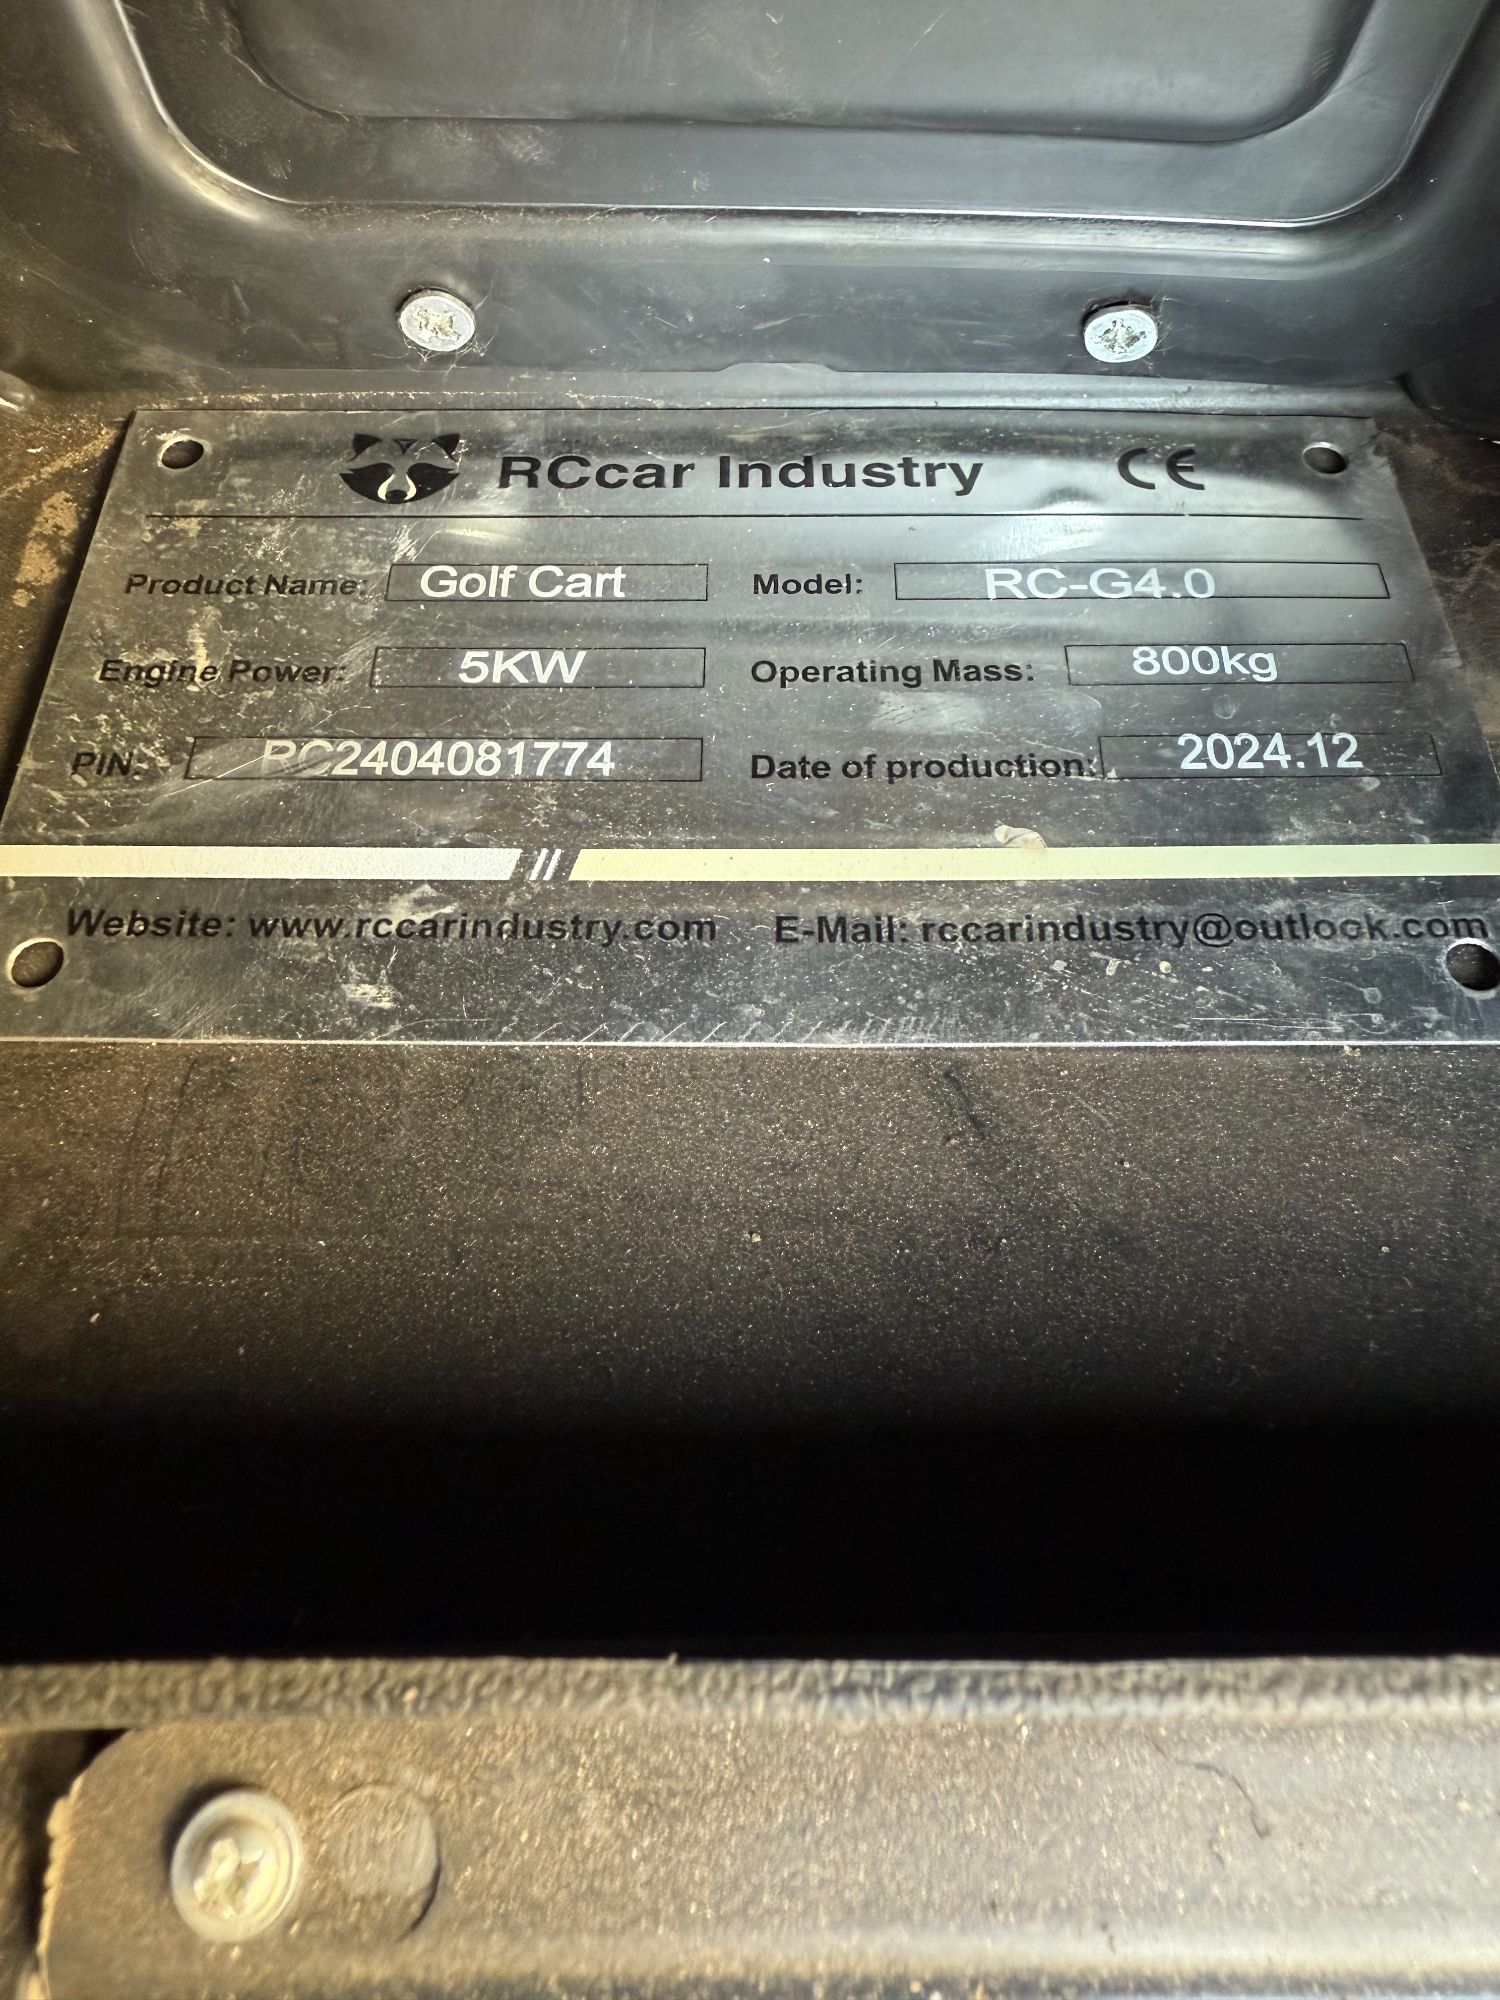 RCcar Industry CE
Product Name: Golf Cart Model: RC-G4.0
Engine Power: 5KW Operating Mass: 800kg
PIN: RC2404081774 Date of production: 2024.12
Website: www.rccarindustry.com E-Mail: rccarindustry@outlook.com